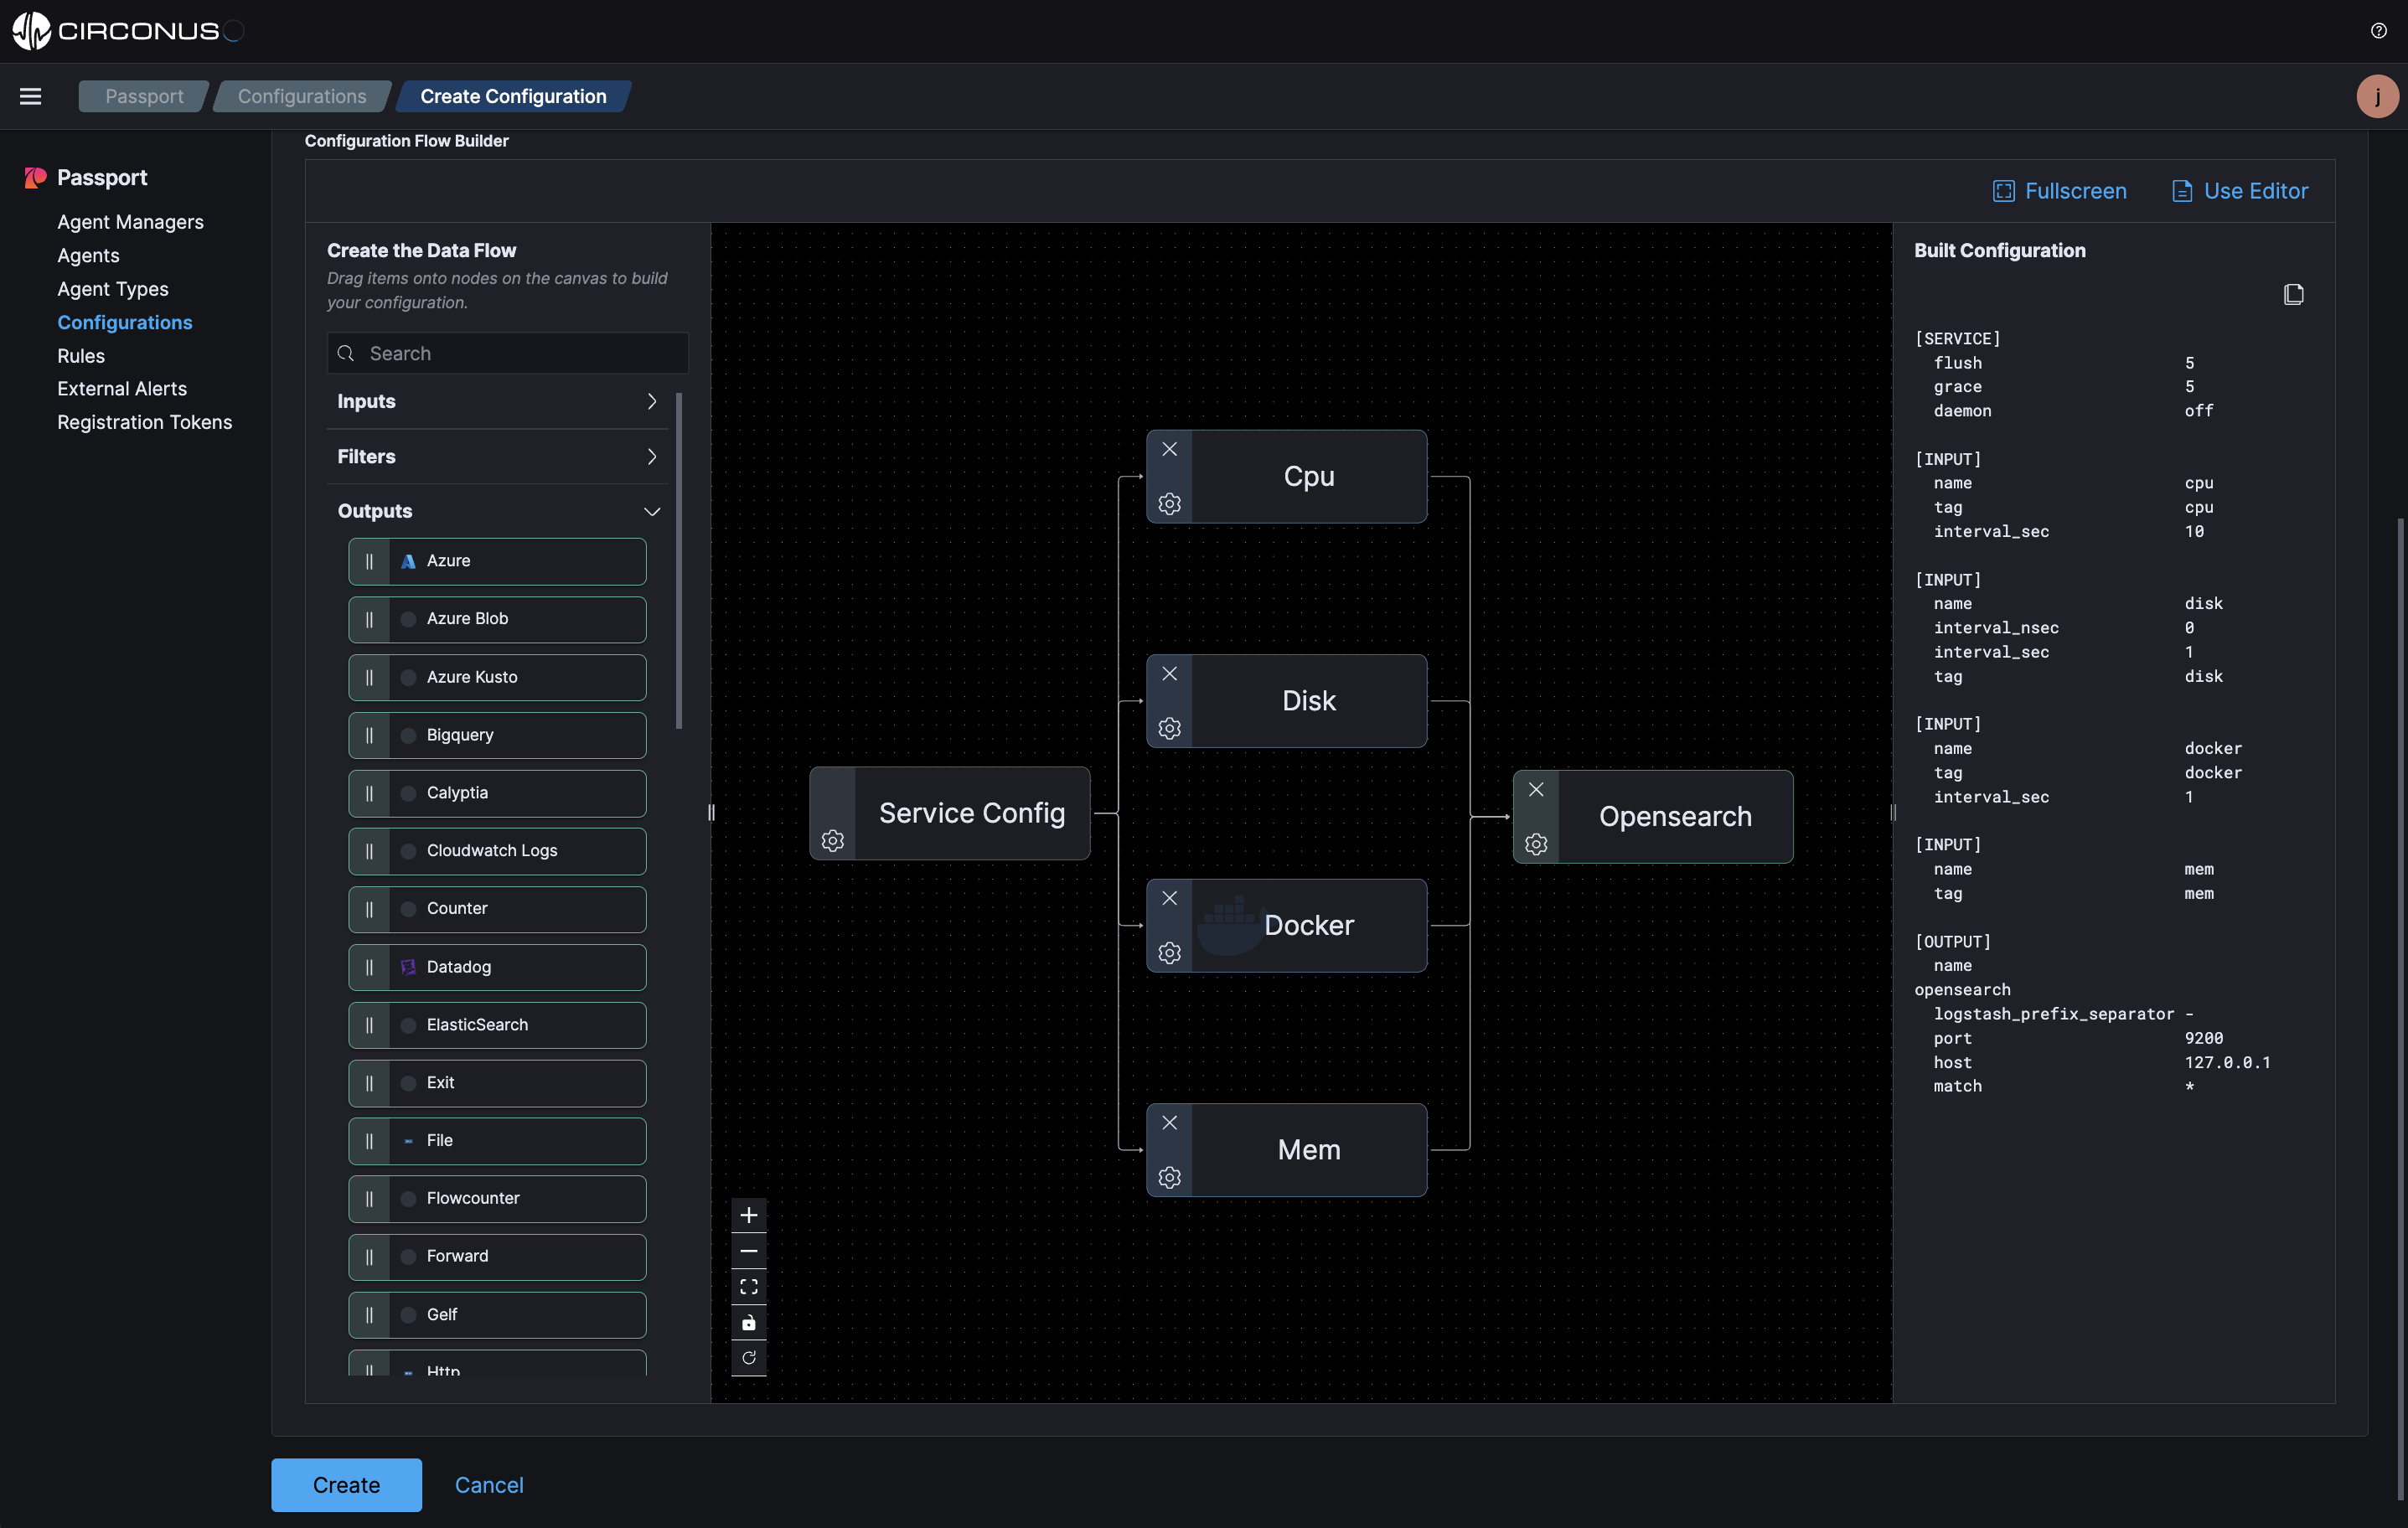 CIRCONUS
Passport
Configurations
Create Configuration
j
Passport
Agent Managers
Agents
Agent Types
Configurations
Rules
External Alerts
Registration Tokens
Configuration Flow Builder
Fullscreen
Use Editor
Create the Data Flow
Drag items onto nodes on the canvas to build
your configuration.
Search
Inputs
Filters
Outputs
Azure
Azure Blob
Azure Kusto
Bigquery
Calyptia
Cloudwatch Logs
Counter
Datadog
ElasticSearch
Exit
File
Flowcounter
Forward
Gelf
Http
Service Config
Cpu
Disk
Docker
Mem
Opensearch
Built Configuration
[SERVICE]
flush 5
grace 5
daemon off
[INPUT]
name cpu
tag cpu
interval_sec 10
[INPUT]
name disk
interval_nsec 0
interval_sec 1
tag disk
[INPUT]
name docker
tag docker
interval_sec 1
[INPUT]
name mem
tag mem
[OUTPUT]
name
opensearch
logstash_prefix_separator -
port 9200
host 127.0.0.1
match *
Create
Cancel